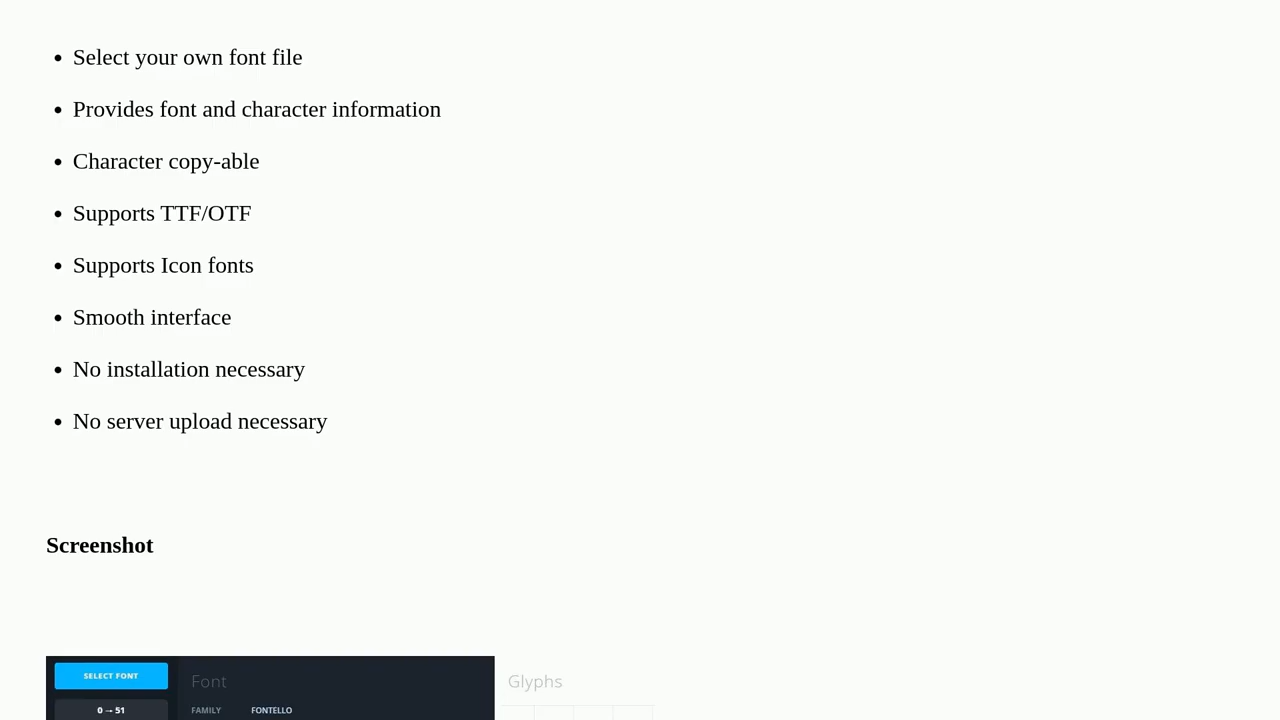 Select your own font file
Provides font and character information
Character copy-able
Supports TTF/OTF
Supports Icon fonts
Smooth interface
No installation necessary
No server upload necessary
Screenshot
SELECT FONT
Font
Glyphs
0 → 51
FAMILY FONTELLO